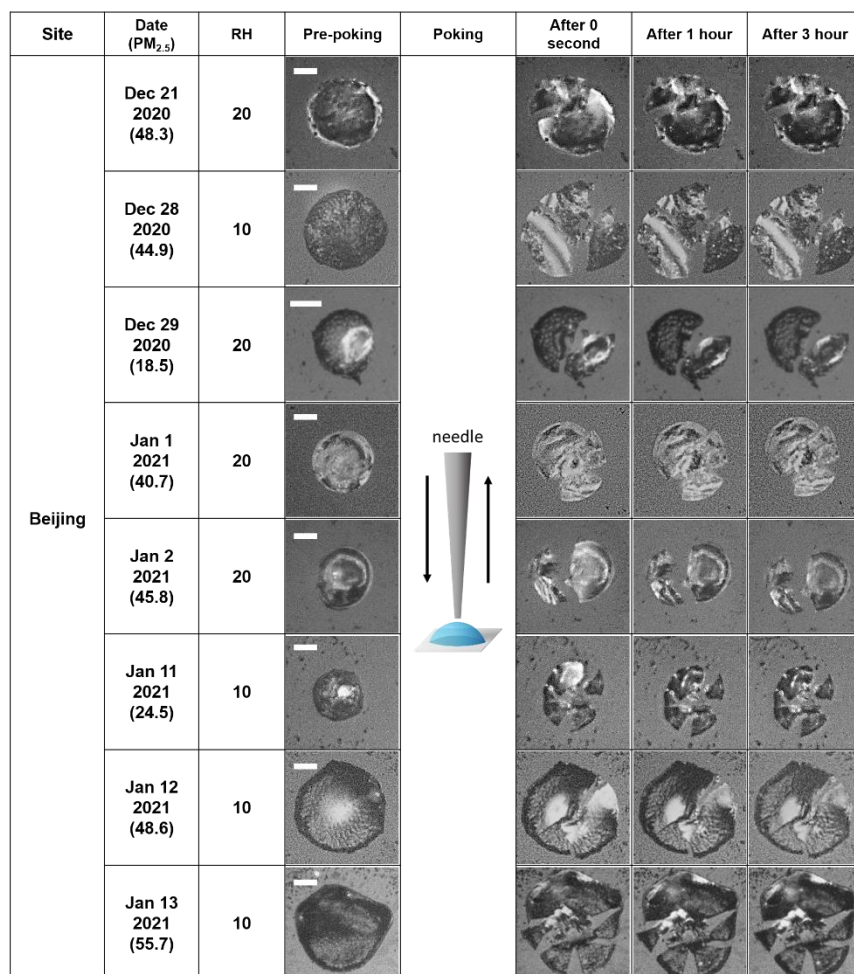 Site
Date
(PM2.5)
RH
Pre-poking
Poking
After 0
second
After 1 hour
After 3 hour
Beijing
Dec 21
2020
(48.3)
20
Dec 28
2020
(44.9)
10
Dec 29
2020
(18.5)
20
Jan 1
2021
(40.7)
20
needle
Jan 2
2021
(45.8)
20
Jan 11
2021
(24.5)
10
Jan 12
2021
(48.6)
10
Jan 13
2021
(55.7)
10